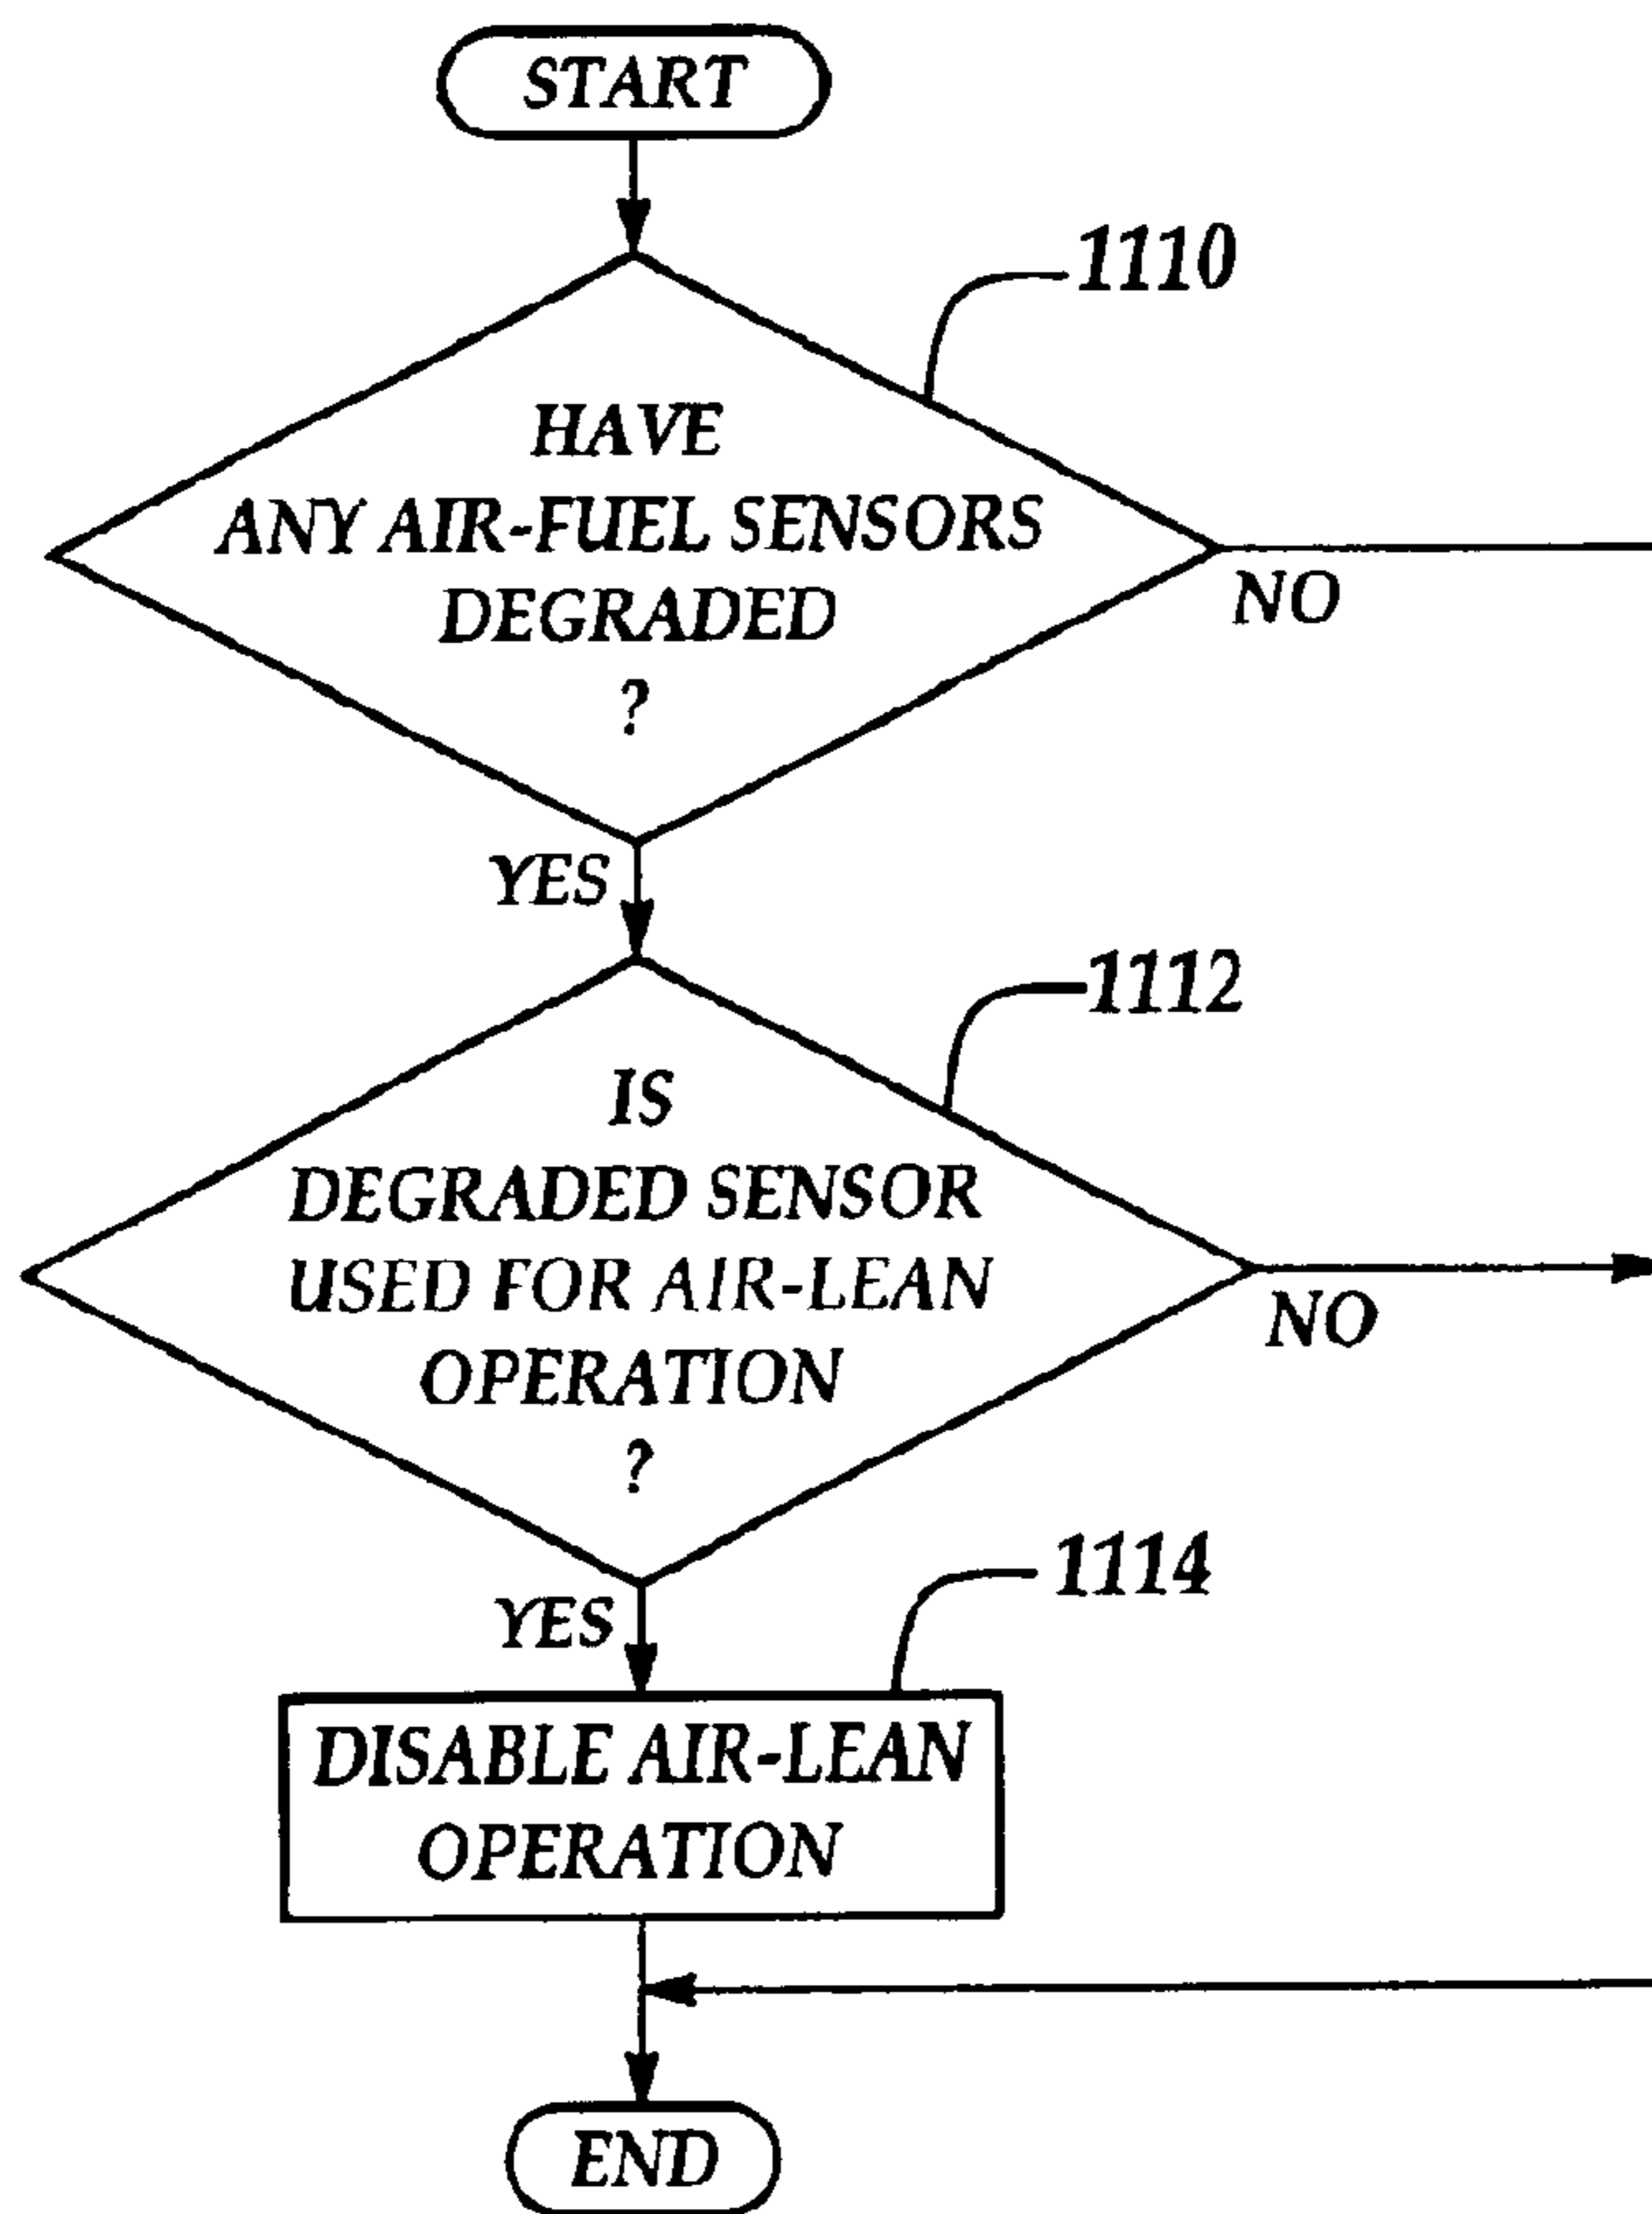 START
1110
HAVE
ANY AIR-FUEL SENSORS
DEGRADED
?
NO
YES
1112
IS
DEGRADED SENSOR
USED FOR AIR-LEAN
OPERATION
?
NO
YES
1114
DISABLE AIR-LEAN
OPERATION
END